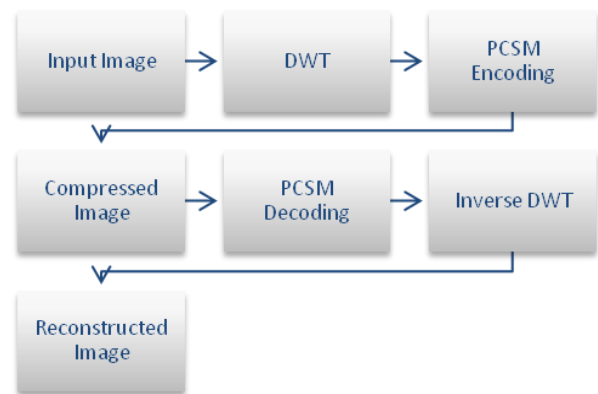 Input Image
DWT
PCSM
Encoding
Compressed
Image
PCSM
Decoding
Inverse DWT
Reconstructed
Image